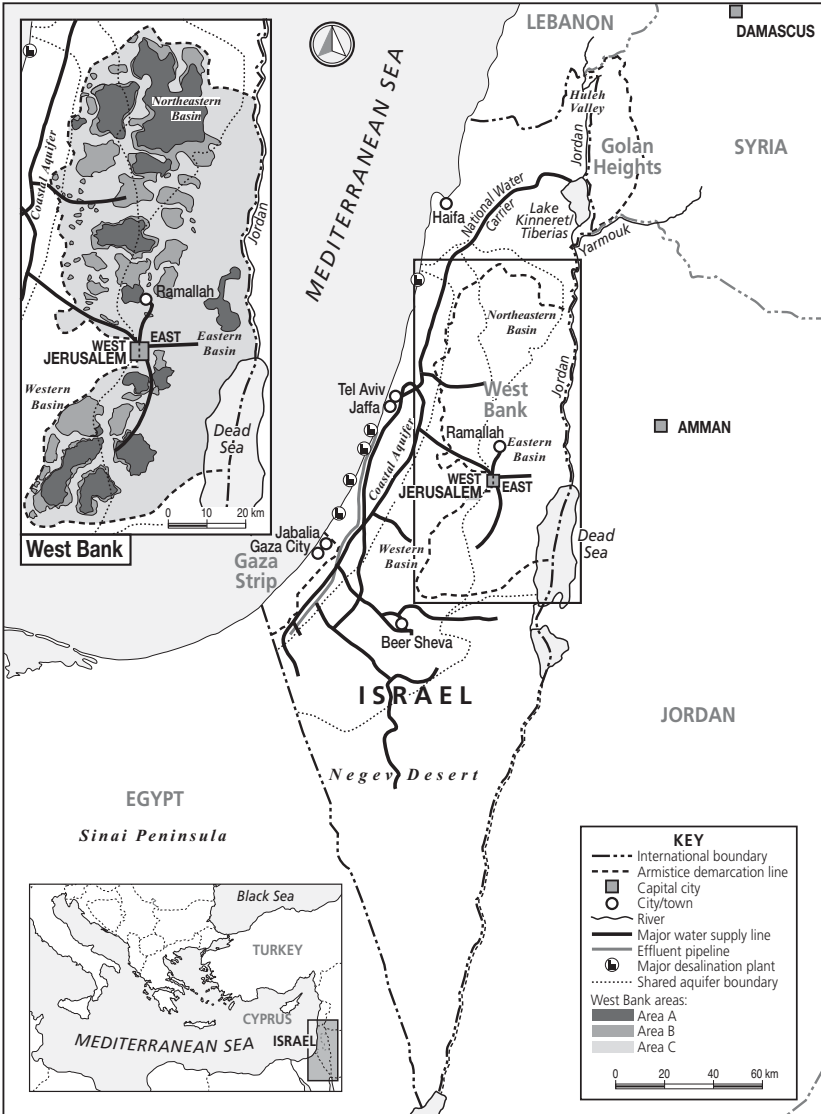 LEBANON
DAMASCUS
MEDITERRANEAN SEA
Huleh
Valley
Jordan
Golan
Heights
SYRIA
Haifa
National Water
Carrier
Lake
Kinneret/
Tiberias
Yarmouk
Northeastern
Basin
Jordan
West
Bank
Tel Aviv
Jaffa
Ramallah
Eastern
Basin
Coastal Aquifer
WEST
EAST
JERUSALEM
AMMAN
Western
Basin
Dead
Sea
Jabalia
Gaza City
Gaza
Strip
Beer Sheva
ISRAEL
JORDAN
Negev Desert
EGYPT
Sinai Peninsula
Northeastern
Basin
Coastal Aquifer
Jordan
Ramallah
WEST
EAST
JERUSALEM
Eastern
Basin
Western
Basin
Dead
Sea
0 10 20 km
West Bank
Black Sea
TURKEY
CYPRUS
MEDITERRANEAN SEA
ISRAEL
KEY
International boundary
Armistice demarcation line
Capital city
City/town
River
Major water supply line
Effluent pipeline
Major desalination plant
Shared aquifer boundary
West Bank areas:
Area A
Area B
Area C
0 20 40 60 km